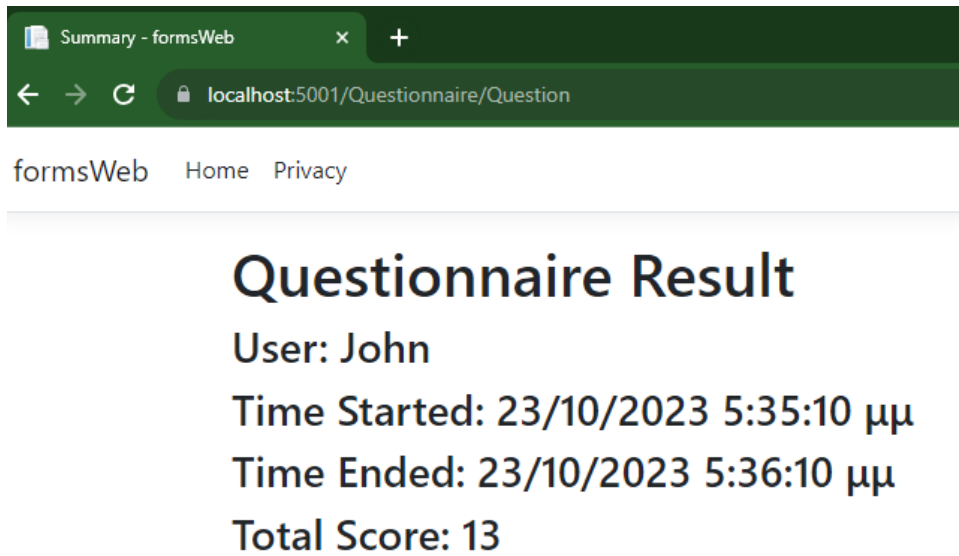 Summary - formsWeb
localhost:5001/Questionnaire/Question
formsWeb Home Privacy
Questionnaire Result
User: John
Time Started: 23/10/2023 5:35:10 μμ
Time Ended: 23/10/2023 5:36:10 μμ
Total Score: 13